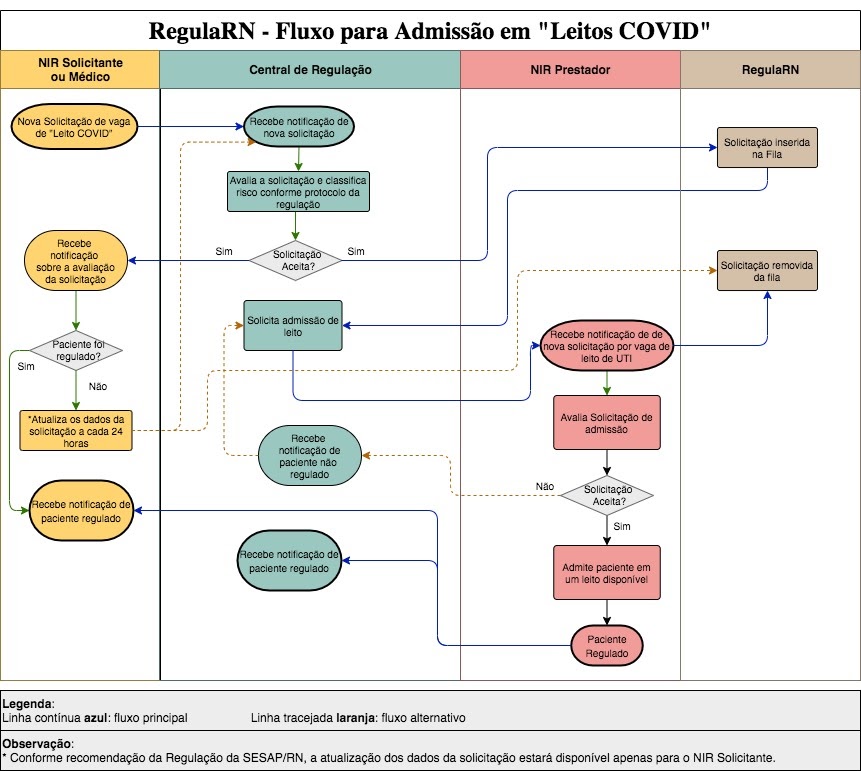 RegulaRN - Fluxo para Admissão em "Leitos COVID"
NIR Solicitante
ou Médico
Central de Regulação
NIR Prestador
RegulaRN
Nova Solicitação de vaga
de "Leito COVID"
Recebe notificação de
nova solicitação
Solicitação inserida
na Fila
Avalia a solicitação e classifica
risco conforme protocolo da
regulação
Recebe
notificação
sobre a avaliação
da solicitação
Sim
Solicitação
Aceita?
Sim
Solicitação removida
da fila
Solicita admissão de
leito
Recebe notificação de de
nova solicitação por vaga de
leito de UTI
Paciente foi
regulado?
Sim
Não
*Atualiza os dados da
solicitação a cada 24
horas
Avalia Solicitação de
admissão
Recebe
notificação de
paciente não
regulado
Não
Solicitação
Aceita?
Sim
Recebe notificação de
paciente regulado
Recebe notificação de
paciente regulado
Admite paciente em
um leito disponível
Paciente
Regulado
Legenda:
Linha contínua azul: fluxo principal
Linha tracejada laranja: fluxo alternativo
Observação:
* Conforme recomendação da Regulação da SESAP/RN, a atualização dos dados da solicitação estará disponível apenas para o NIR Solicitante.